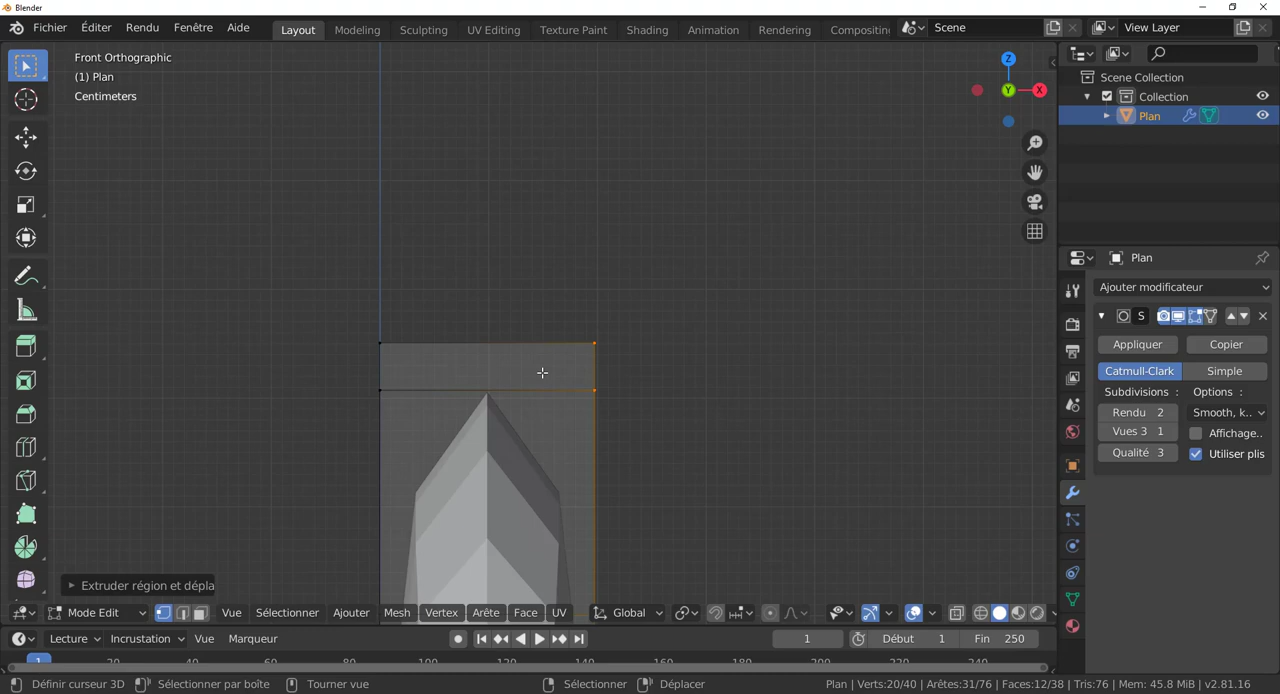 Blender
Fichier Éditer Rendu Fenêtre Aide Layout Modeling Sculpting UV Editing Texture Paint Shading Animation Rendering Compositing Scene View Layer
Front Orthographic
(1) Plan
Centimeters
Z
Y
X
Scene Collection
Collection
Plan
Plan
Ajouter modificateur
S
Appliquer Copier
Catmull-Clark Simple
Subdivisions : Options :
Rendu 2 Smooth, k..
Vues 3 1 Affichage..
Qualité 3 Utiliser plis
Extruder région et dépla
Mode Edit Vue Sélectionner Ajouter Mesh Vertex Arête Face UV Global
Lecture Incrustation Vue Marqueur 1 Début 1 Fin 250
1 20 40 60 80 100 120 140 160 180 200 220 240
Définir curseur 3D Sélectionner par boîte Tourner vue Sélectionner Déplacer Plan | Verts:20/40 | Arêtes:31/76 | Faces:12/38 | Tris:76 | Mem: 45.8 MiB | v2.81.16